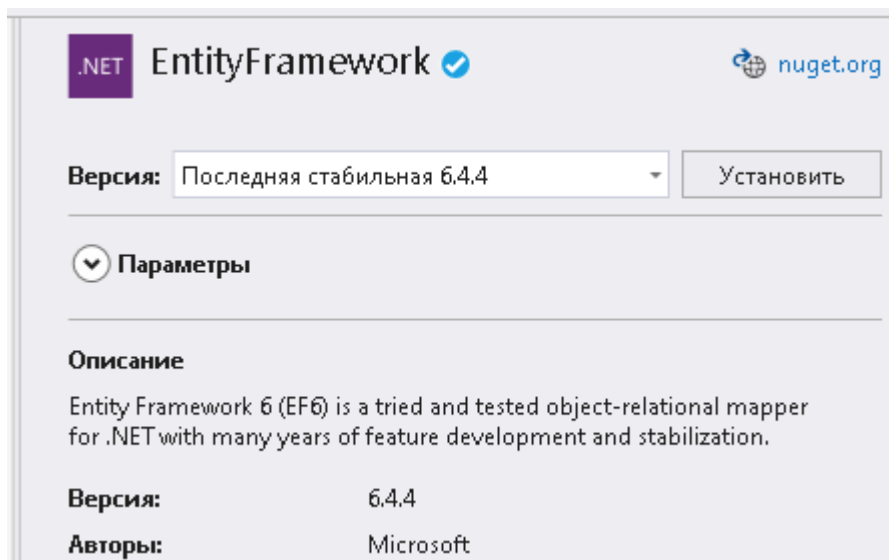 .NET EntityFramework nuget.org
Версия: Последняя стабильная 6.4.4 Установить
Параметры
Описание
Entity Framework 6 (EF6) is a tried and tested object-relational mapper
for .NET with many years of feature development and stabilization.
Версия: 6.4.4
Авторы: Microsoft